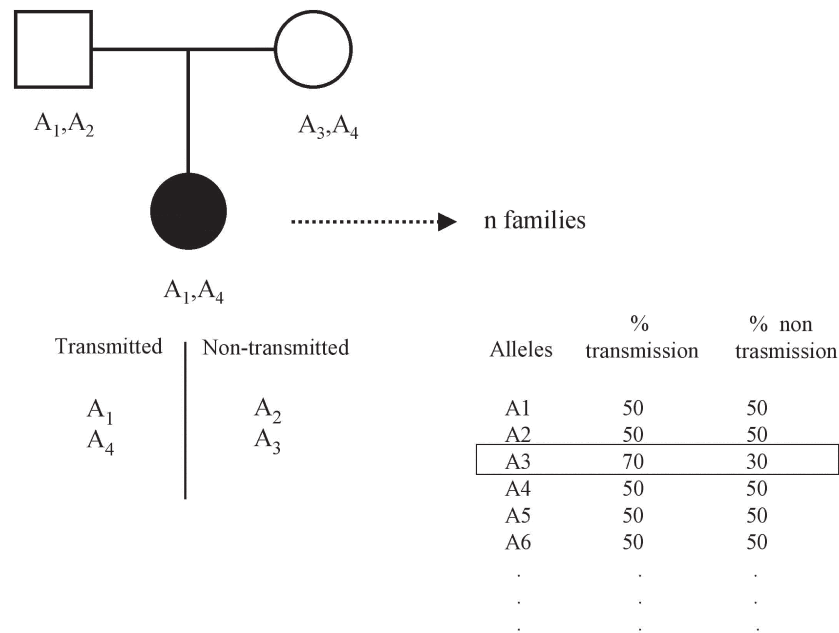 A₁,A₂
A₃,A₄
n families
A₁,A₄
Transmitted
Non-transmitted
A₁
A₂
A₄
A₃
% % non
Alleles transmission trasmission
A1 50 50
A2 50 50
A3 70 30
A4 50 50
A5 50 50
A6 50 50
. . .
. . .
. . .